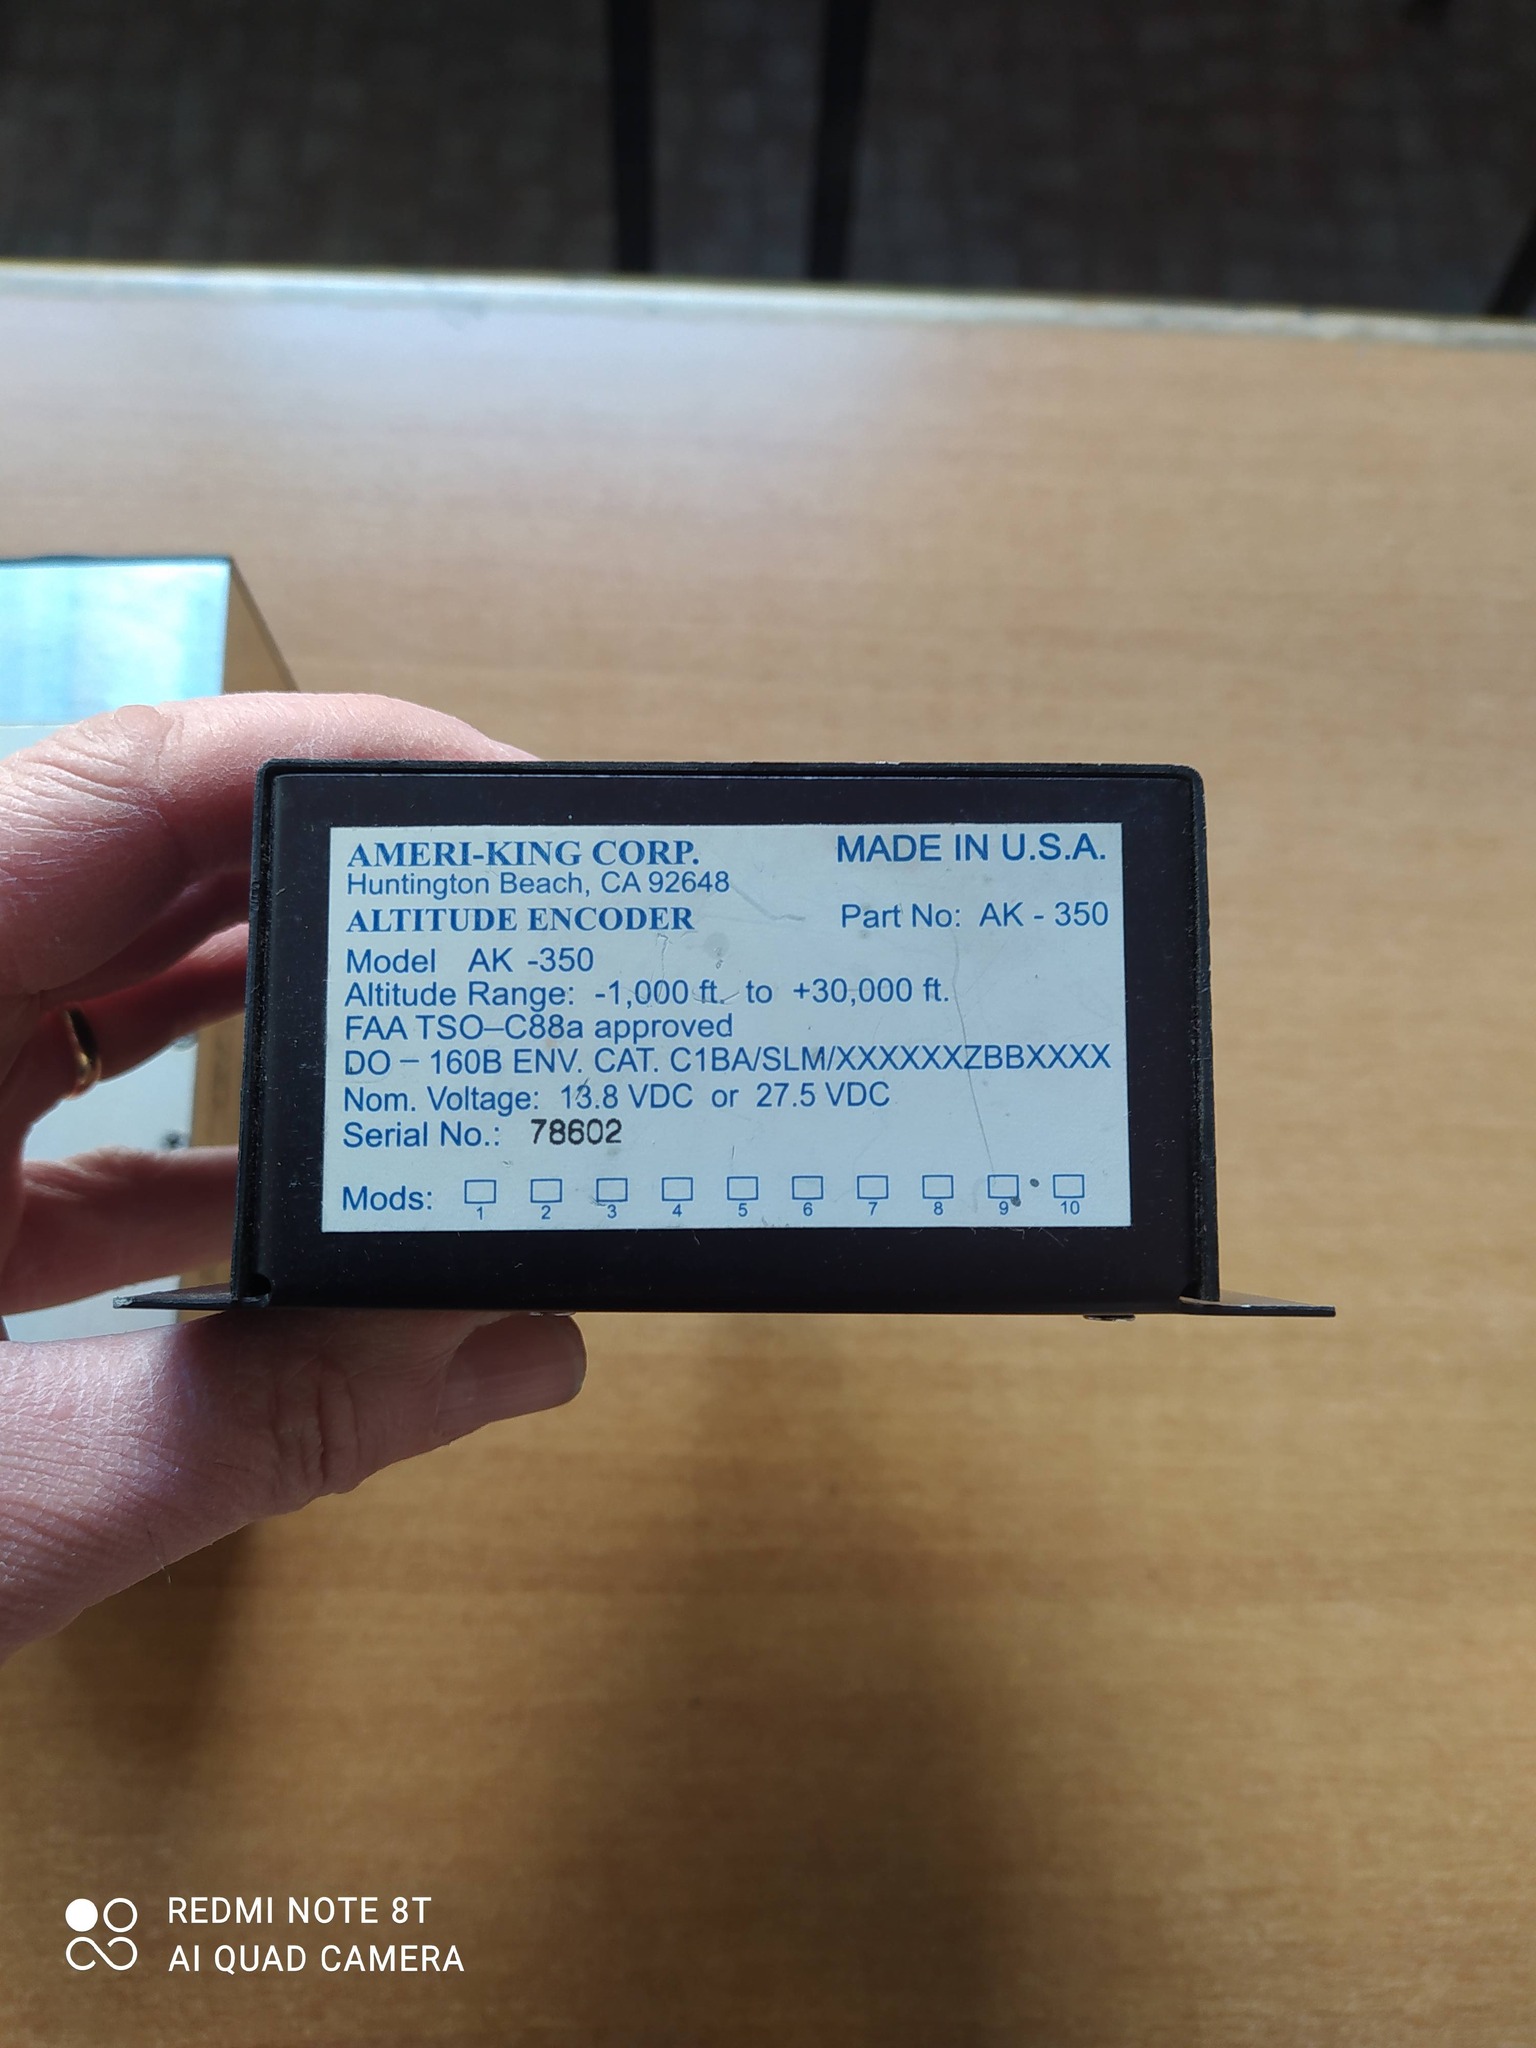 AMERI-KING CORP. MADE IN U.S.A.
Huntington Beach, CA 92648
ALTITUDE ENCODER Part No: AK - 350
Model AK -350
Altitude Range: -1,000 ft. to +30,000 ft.
FAA TSO–C88a approved
DO – 160B ENV. CAT. C1BA/SLM/XXXXXXZBBXXXX
Nom. Voltage: 13.8 VDC or 27.5 VDC
Serial No.: 78602
Mods: 1 2 3 4 5 6 7 8 9 10
REDMI NOTE 8T
AI QUAD CAMERA